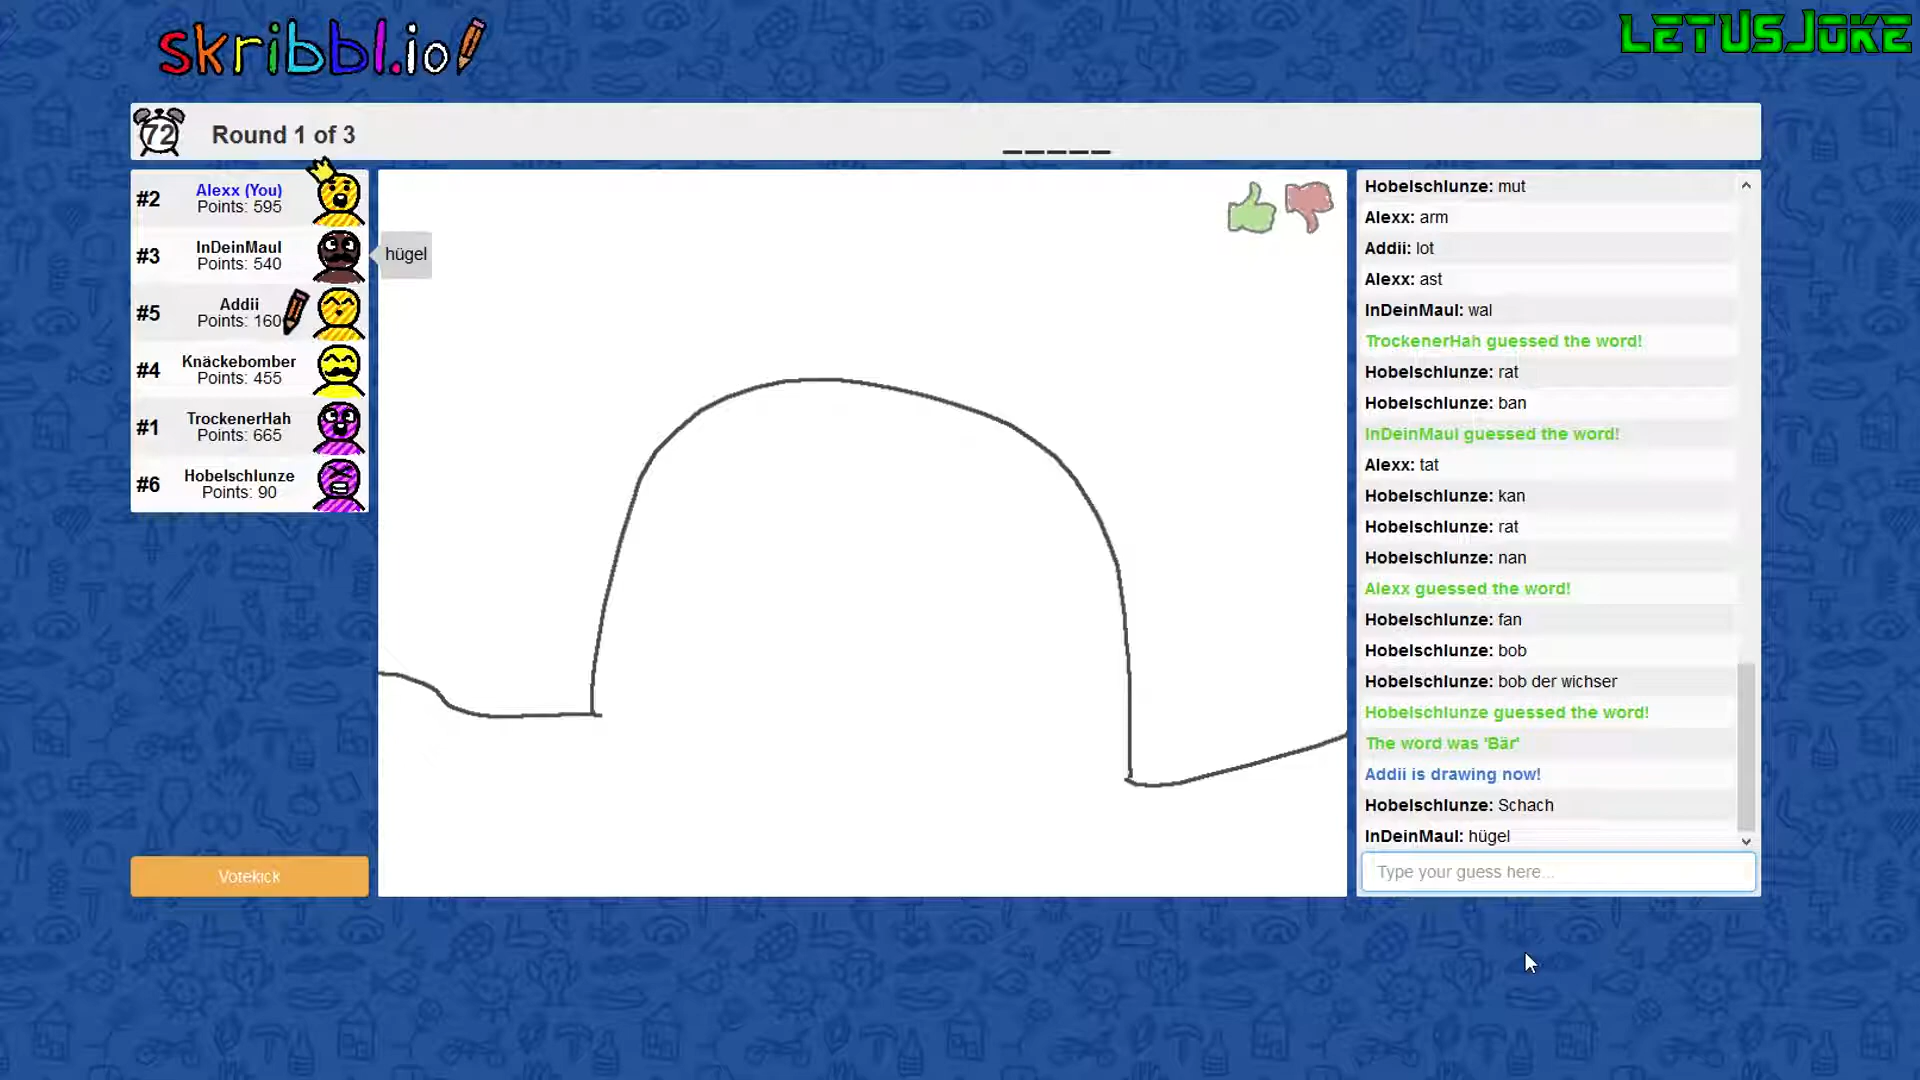 skribbl.io
LETUSJOKE
72
Round 1 of 3
_____
#2
Alexx (You)
Points: 595
#3
InDeinMaul
Points: 540
hügel
#5
Addii
Points: 160
#4
Knäckebomber
Points: 455
#1
TrockenerHah
Points: 665
#6
Hobelschlunze
Points: 90
Votekick
Hobelschlunze: mut
Alexx: arm
Addii: lot
Alexx: ast
InDeinMaul: wal
TrockenerHah guessed the word!
Hobelschlunze: rat
Hobelschlunze: ban
InDeinMaul guessed the word!
Alexx: tat
Hobelschlunze: kan
Hobelschlunze: rat
Hobelschlunze: nan
Alexx guessed the word!
Hobelschlunze: fan
Hobelschlunze: bob
Hobelschlunze: bob der wichser
Hobelschlunze guessed the word!
The word was 'Bär'
Addii is drawing now!
Hobelschlunze: Schach
InDeinMaul: hügel
Type your guess here...